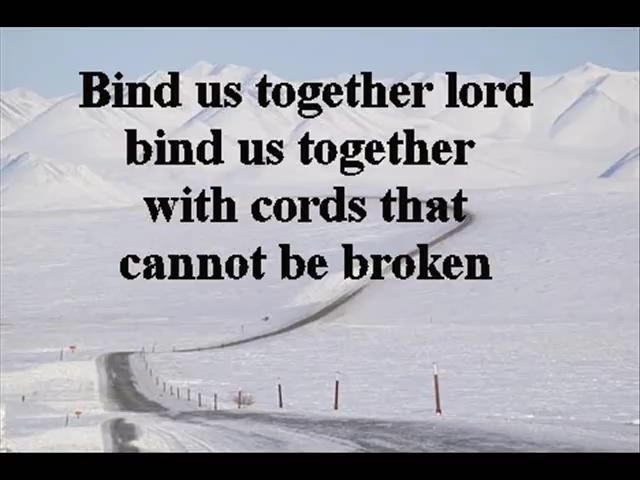 Bind us together lord
bind us together
with cords that
cannot be broken